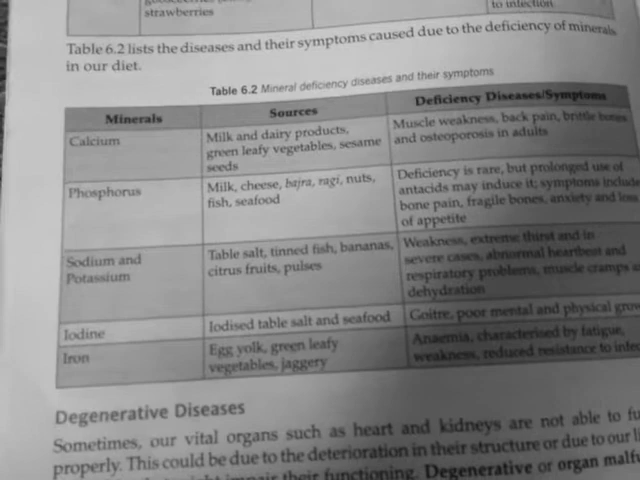 strawberries
to infection
Table 6.2 lists the diseases and their symptoms caused due to the deficiency of minerals
in our diet.
Table 6.2 Mineral deficiency diseases and their symptoms
Minerals
Sources
Deficiency Diseases/Symptoms
Calcium
Milk and dairy products,
green leafy vegetables, sesame
seeds
Muscle weakness, back pain, brittle bones
and osteoporosis in adults
Phosphorus
Milk, cheese, bajra, ragi, nuts,
fish, seafood
Deficiency is rare, but prolonged use of
antacids may induce it; symptoms include
bone pain, fragile bones, anxiety and loss
of appetite
Sodium and
Potassium
Table salt, tinned fish, bananas,
citrus fruits, pulses
Weakness, extreme thirst and in
severe cases, abnormal heartbeat and
respiratory problems, muscle cramps
dehydration
Iodine
Iodised table salt and seafood
Goitre, poor mental and physical grow
Iron
Egg yolk, green leafy
vegetables, jaggery
Anaemia, characterised by fatigue,
weakness, reduced resistance to infec
Degenerative Diseases
Sometimes, our vital organs such as heart and kidneys are not able to fu
properly. This could be due to the deterioration in their structure or due to our li
impair their functioning. Degenerative or organ malfu